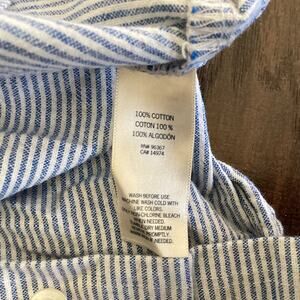 100% COTTON
COTON 100 %
100% ALGODÓN
RN# 96367
CA# 14974
WASH BEFORE USE
MACHINE WASH COLD WITH
LIKE COLORS.
NON-CHLORINE BLEACH
WHEN NEEDED.
DRY MEDIUM
PROMPTLY.
NEEDED.